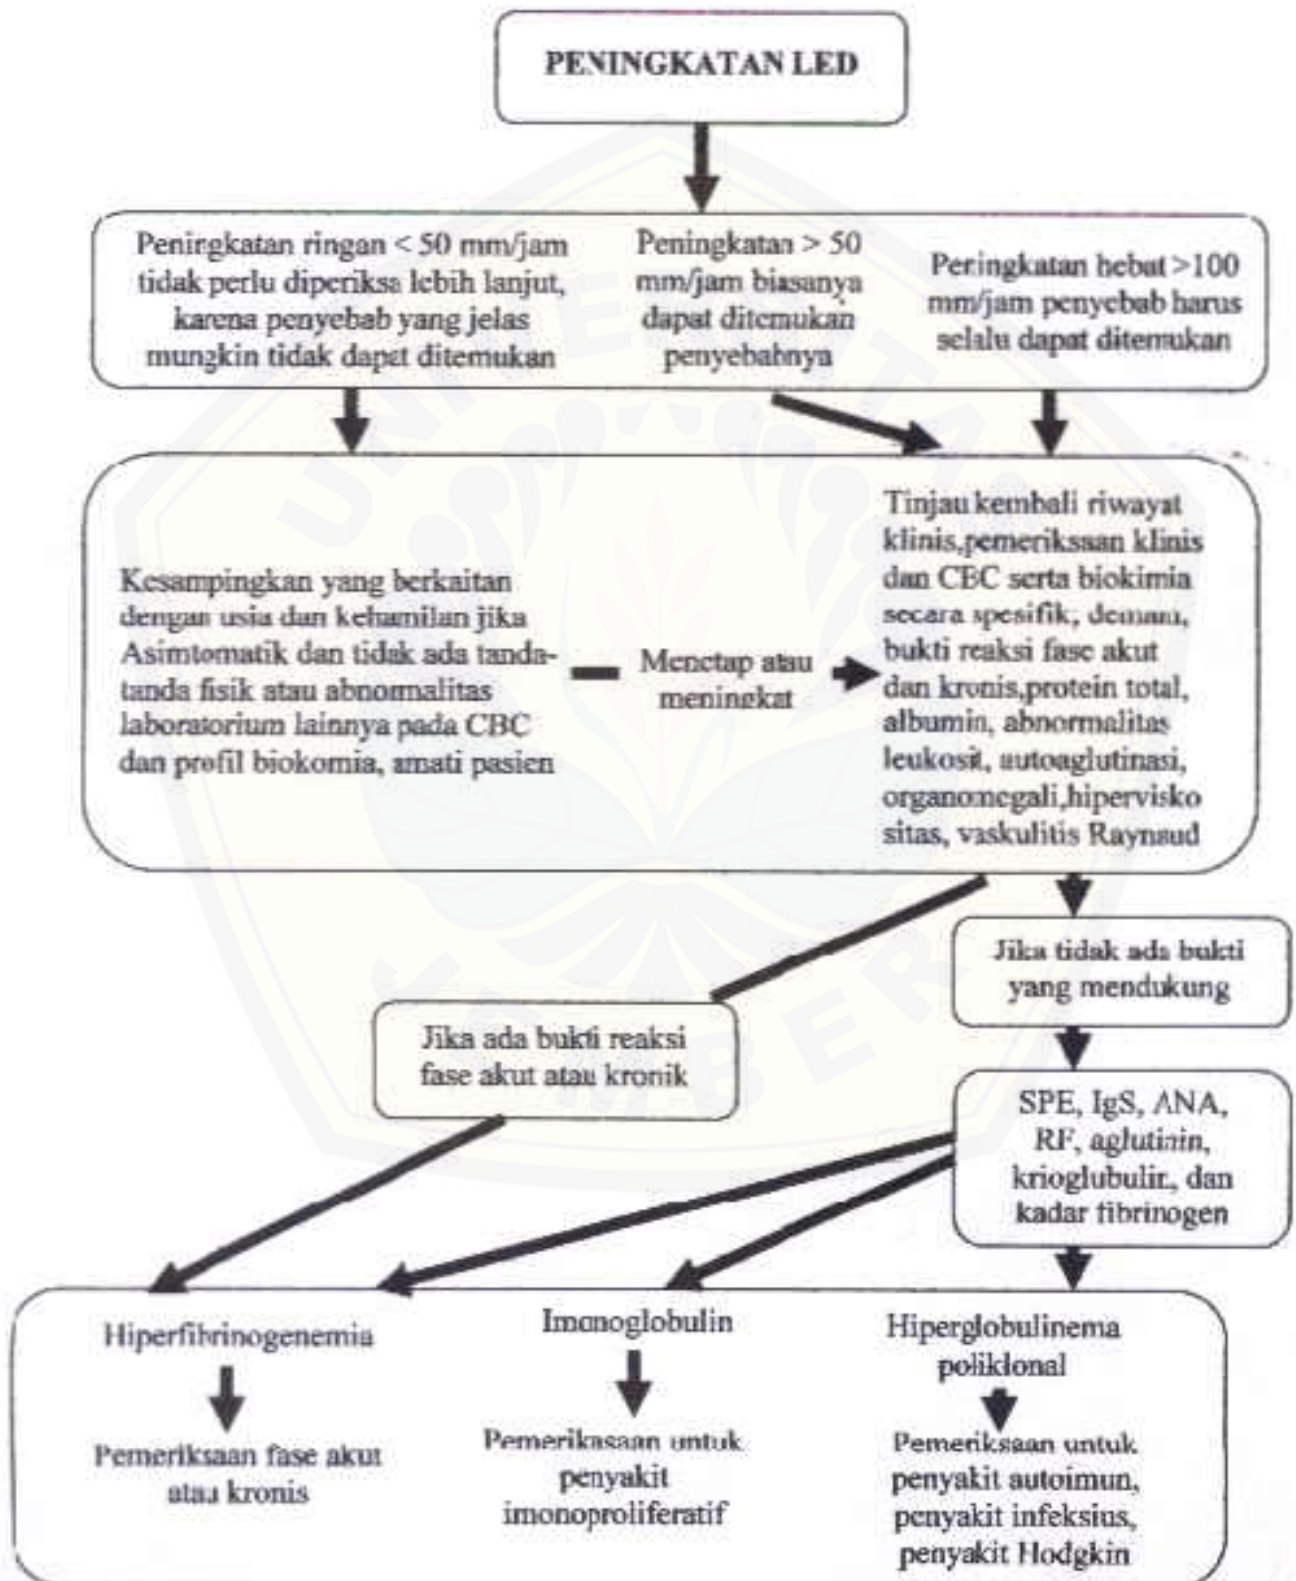 PENINGKATAN LED
Peningkatan ringan < 50 mm/jam
tidak perlu diperiksa lebih lanjut,
karena penyebab yang jelas
mungkin tidak dapat ditemukan
Peningkatan > 50
mm/jam biasanya
dapat ditemukan
penyebabnya
Peningkatan hebat >100
mm/jam penyebab harus
selalu dapat ditemukan
Kesampingkan yang berkaitan
dengan usia dan kehamilan jika
Asimtomatik dan tidak ada tanda-
tanda fisik atau abnormalitas
laboratorium lainnya pada CBC
dan profil biokomia, amati pasien
Menetap atau
meningkat
Tinjau kembali riwayat
klinis,pemeriksaan klinis
dan CBC serta biokimia
secara spesifik, demam,
bukti reaksi fase akut
dan kronis,protein total,
albumin, abnormalitas
leukosit, autoaglutinasi,
organomegali,hipervisko
sitas, vaskulitis Raynaud
Jika tidak ada bukti
yang mendukung
Jika ada bukti reaksi
fase akut atau kronik
SPE, IgS, ANA,
RF, aglutinin,
krioglubulin, dan
kadar fibrinogen
Hiperfibrinogenemia
Pemeriksaan fase akut
atau kronis
Imonoglobulin
Pemerikasaan untuk
penyakit
imonoproliferatif
Hiperglobulinema
poliklonal
Pemeriksaan untuk
penyakit autoimun,
penyakit infeksius,
penyakit Hodgkin
UNIVERSITAS
JEMBER